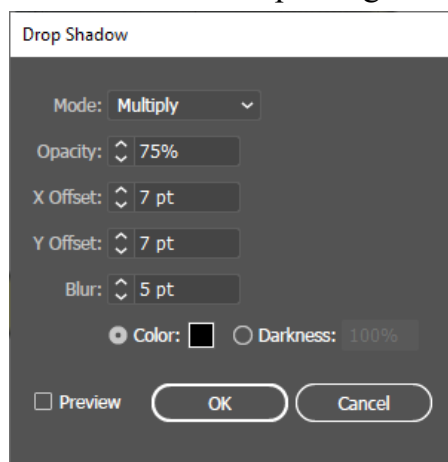 Drop Shadow
Mode: Multiply
Opacity: 75%
X Offset: 7 pt
Y Offset: 7 pt
Blur: 5 pt
Color: Darkness: 100%
Preview OK Cancel